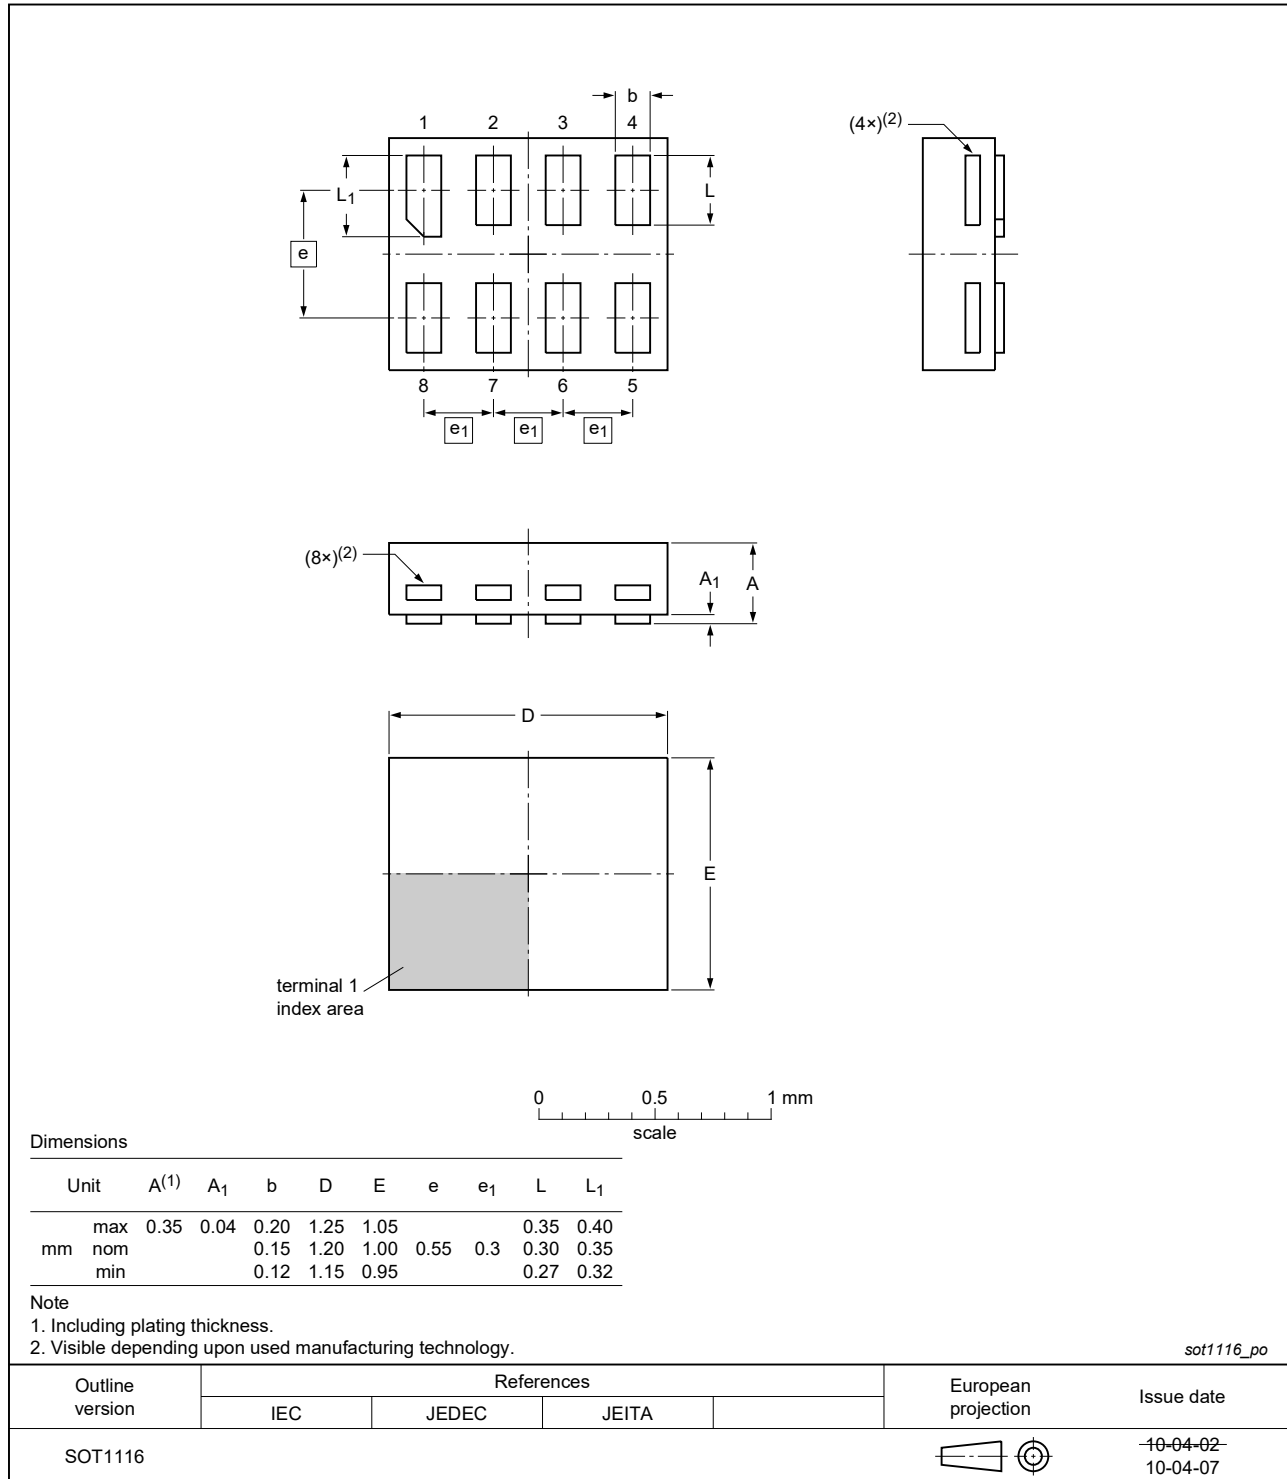 b
1 2 3 4
(4×)(2)
L1
L
e
8 7 6 5
e1 e1 e1
(8×)(2)
A1 A
D
E
terminal 1
index area
0 0.5 1 mm
scale
Dimensions
Unit A(1) A1 b D E e e1 L L1
max 0.35 0.04 0.20 1.25 1.05 0.35 0.40
mm nom 0.15 1.20 1.00 0.55 0.3 0.30 0.35
min 0.12 1.15 0.95 0.27 0.32
Note
1. Including plating thickness.
2. Visible depending upon used manufacturing technology.
sot1116_po
Outline version References European projection Issue date
IEC JEDEC JEITA
SOT1116
10-04-02
10-04-07